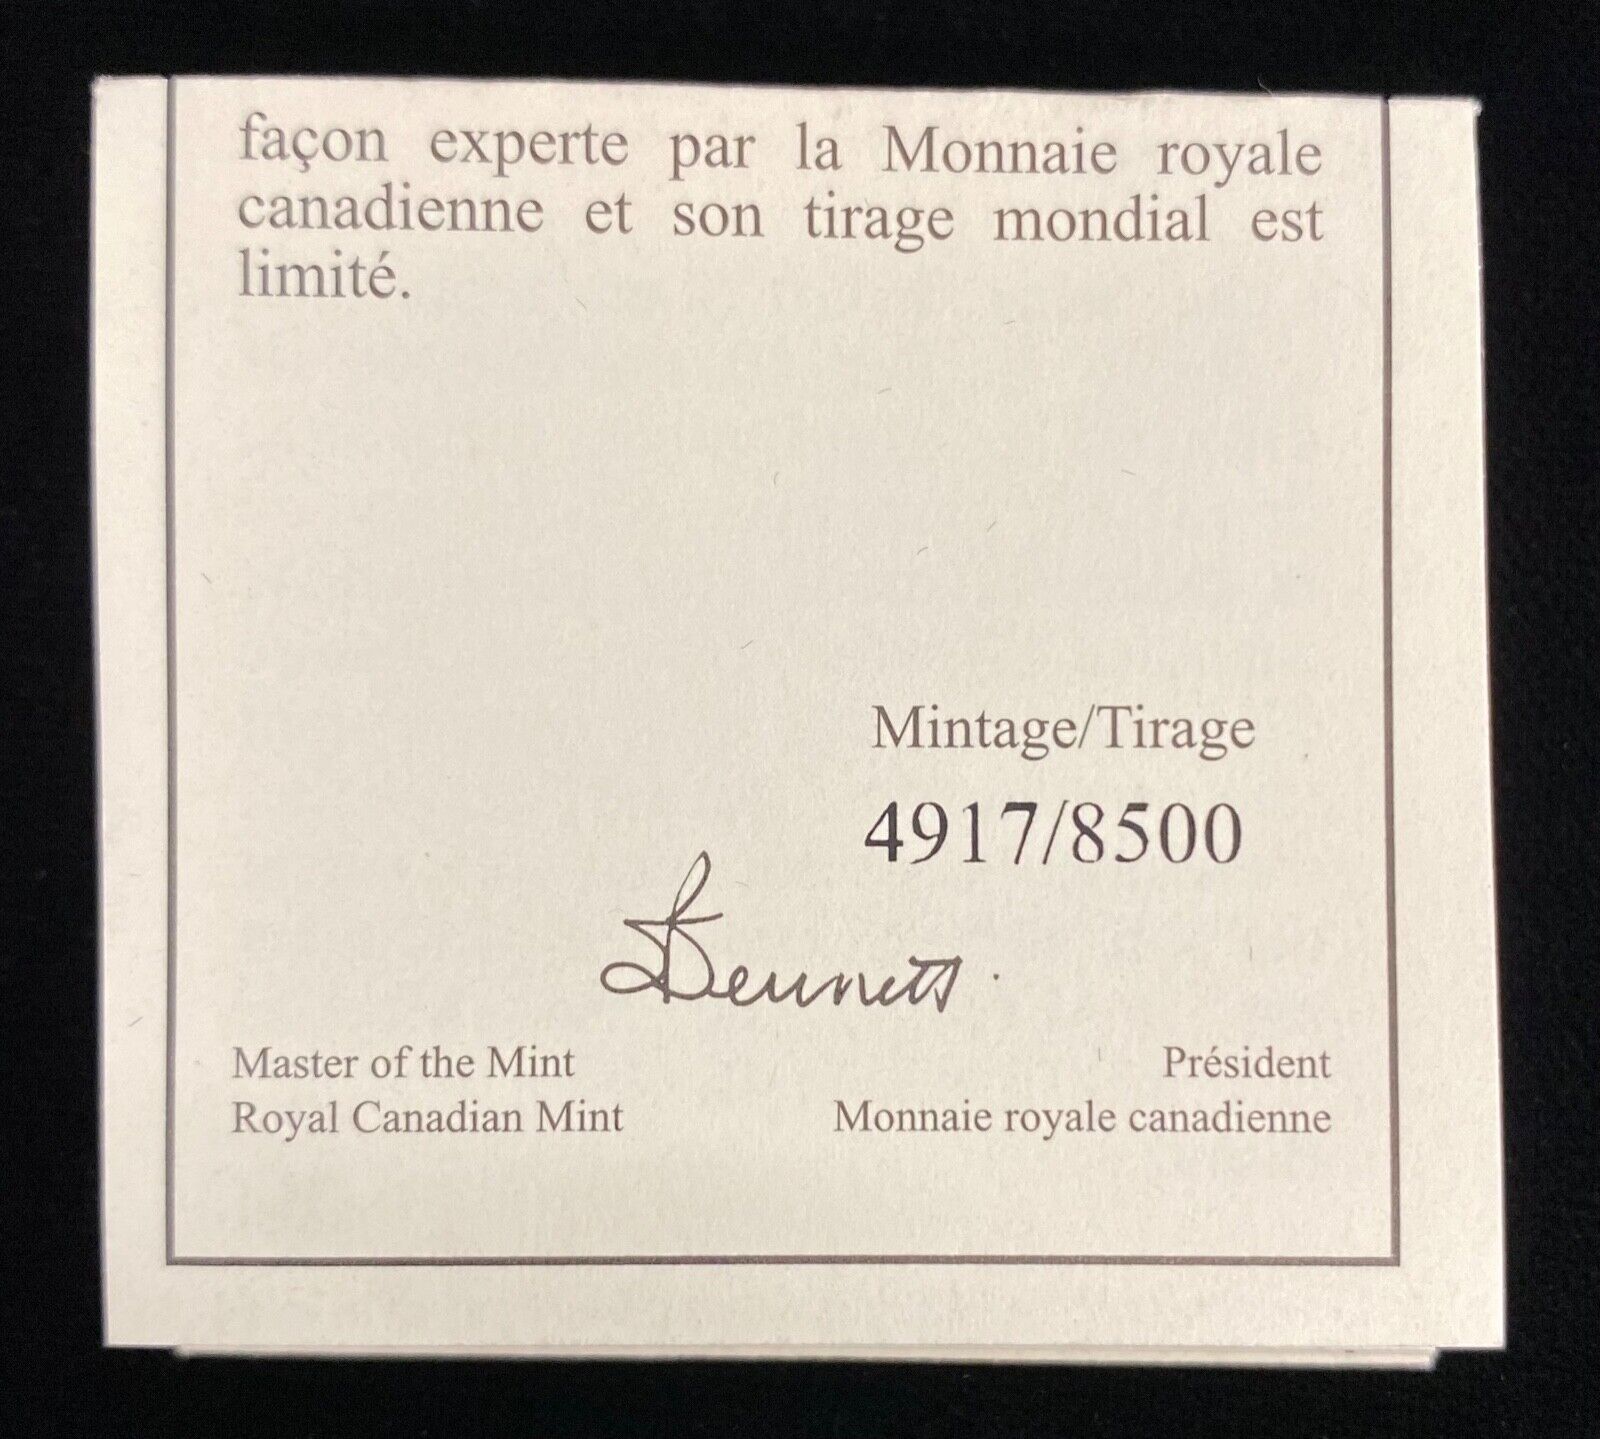 façon experte par la Monnaie royale
canadienne et son tirage mondial est
limité.
Mintage/Tirage
4917/8500
Bennett
Master of the Mint
Royal Canadian Mint
Président
Monnaie royale canadienne